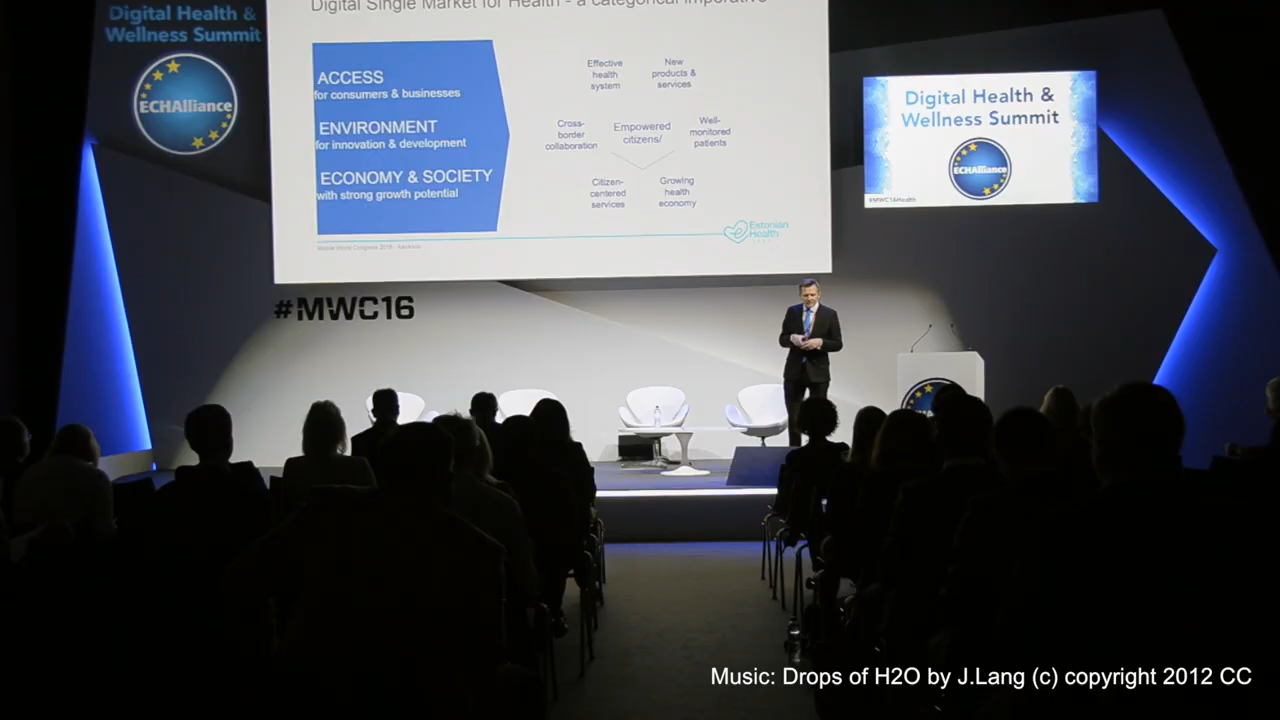 Digital Health &
Wellness Summit
ECHAlliance
Digital Single Market for Health - a categorical imperative
ACCESS
for consumers & businesses
ENVIRONMENT
for innovation & development
ECONOMY & SOCIETY
with strong growth potential
Effective
health
system
New
products &
services
Cross-
border
collaboration
Empowered
citizens/
Well-
monitored
patients
Citizen-
centered
services
Growing
health
economy
Estonian
Health
Digital Health &
Wellness Summit
ECHAlliance
#MWC16Health
#MWC16
Music: Drops of H2O by J.Lang (c) copyright 2012 CC